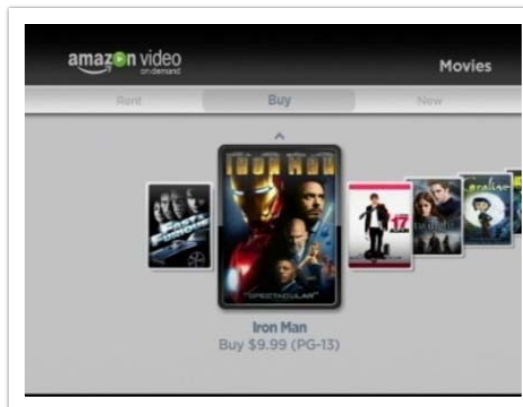 amazon video
on demand
Movies
Rent
Buy
New
FAST &
FURIOUS
IRON MAN
"SPECTACULAR"
17
Coraline
Iron Man
Buy $9.99 (PG-13)